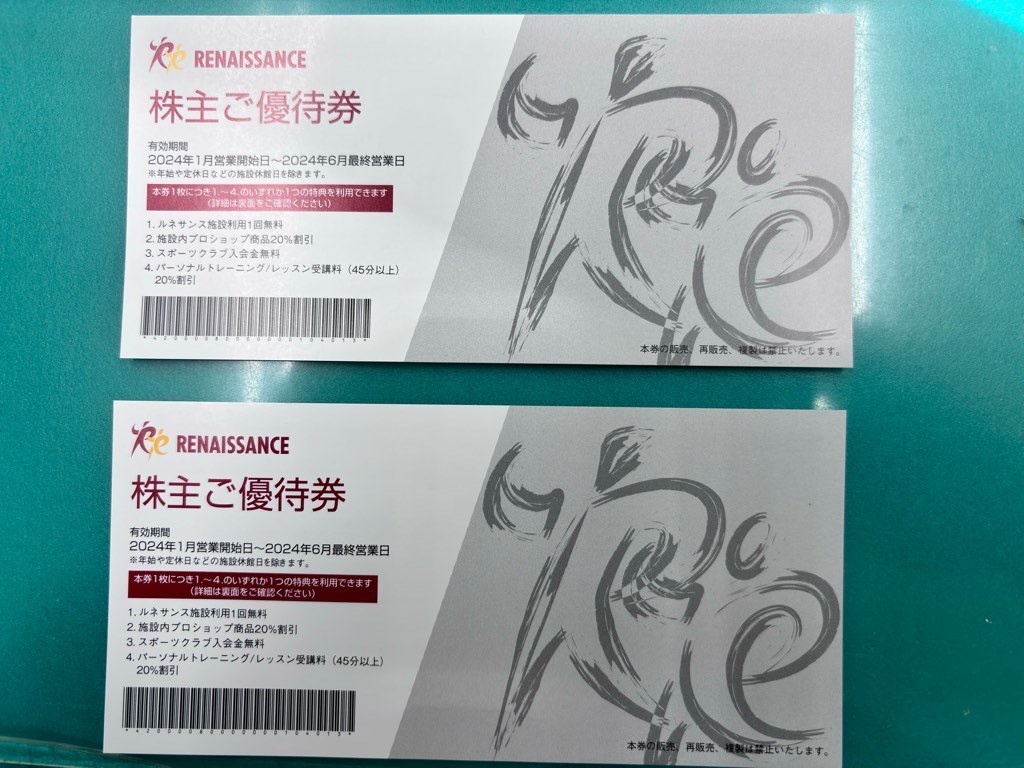 RENAISSANCE
株主ご優待券
有効期間
2024年1月営業開始日〜2024年6月最終営業日
※年始や定休日などの施設休館日を除きます。
本券1枚につき1.〜4.のいずれか1つの特典を利用できます
（詳細は裏面をご確認ください）
1. ルネサンス施設利用1回無料
2. 施設内プロショップ商品20%割引
3. スポーツクラブ入会金無料
4. パーソナルトレーニング/レッスン受講料（45分以上）
20%割引
本券の販売、再販売、複製は禁止いたします。
RENAISSANCE
株主ご優待券
有効期間
2024年1月営業開始日〜2024年6月最終営業日
※年始や定休日などの施設休館日を除きます。
本券1枚につき1.〜4.のいずれか1つの特典を利用できます
（詳細は裏面をご確認ください）
1. ルネサンス施設利用1回無料
2. 施設内プロショップ商品20%割引
3. スポーツクラブ入会金無料
4. パーソナルトレーニング/レッスン受講料（45分以上）
20%割引
本券の販売、再販売、複製は禁止いたします。